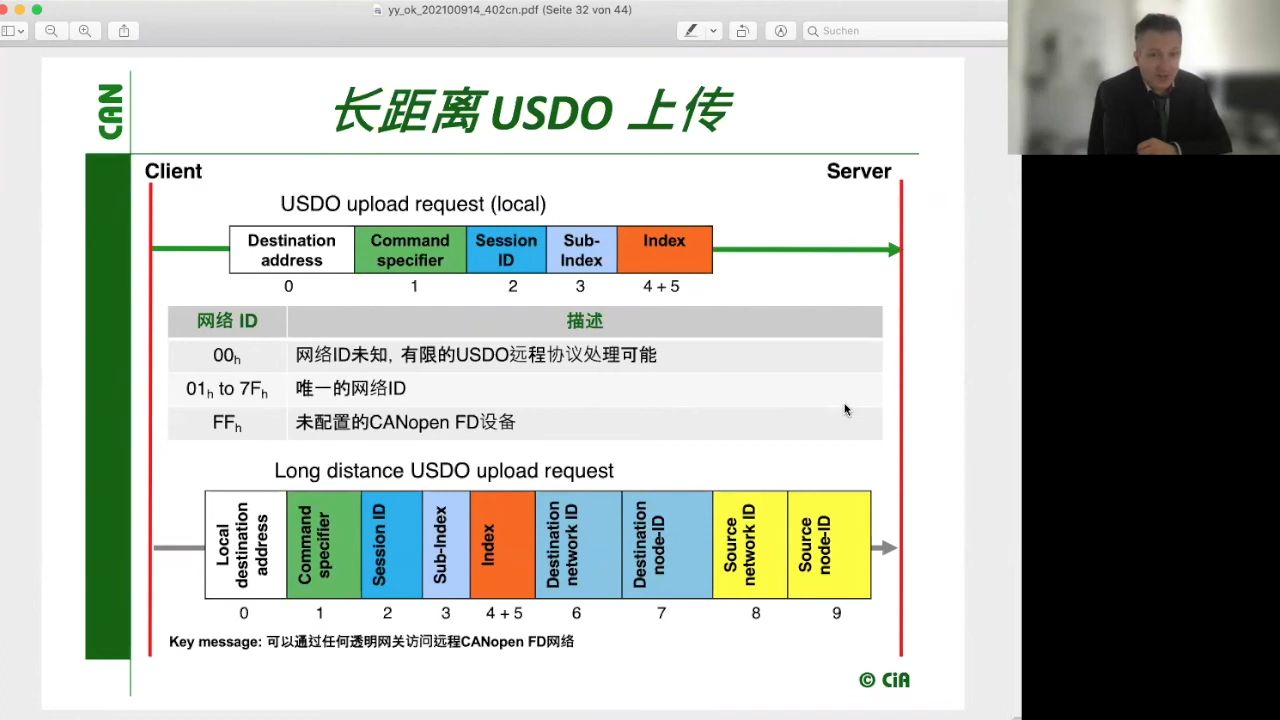 yy_ok_202100914_402cn.pdf (Seite 32 von 44)
Suchen
CAN
长距离 USDO 上传
Client
Server
USDO upload request (local)
Destination address
Command specifier
Session ID
Sub-Index
Index
0
1
2
3
4 + 5
网络 ID
描述
00h
网络ID未知, 有限的USDO远程协议处理可能
01h to 7Fh
唯一的网络ID
FFh
未配置的CANopen FD设备
Long distance USDO upload request
Local destination address
Command specifier
Session ID
Sub-Index
Index
Destination network ID
Destination node-ID
Source network ID
Source node-ID
0
1
2
3
4 + 5
6
7
8
9
Key message: 可以通过任何透明网关访问远程CANopen FD网络
© CiA